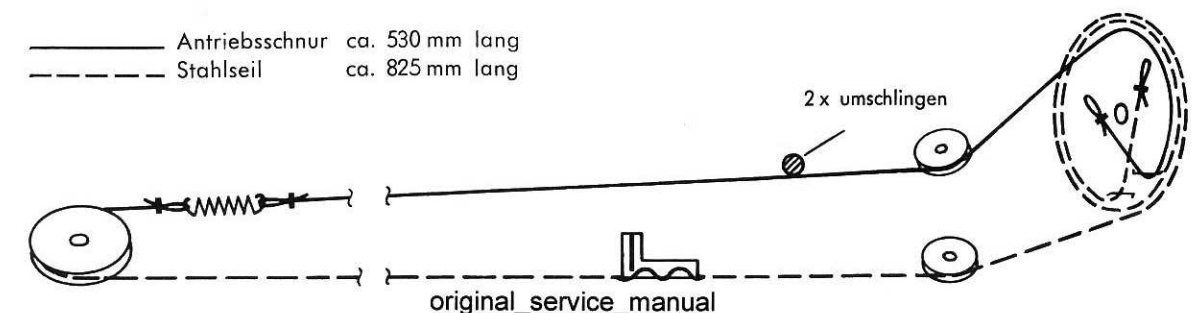 Antriebsschnur ca. 530 mm lang
Stahlseil ca. 825 mm lang
2 x umschlingen
original_service_manual